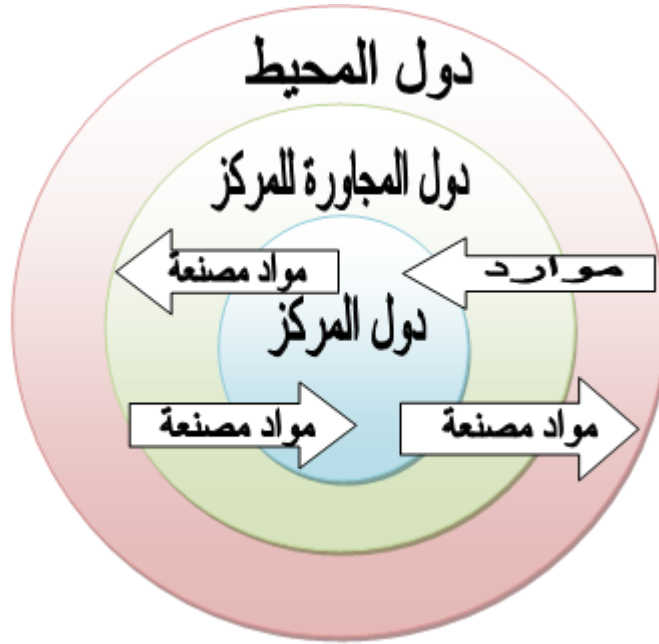 دول المحيط
دول المجاورة للمركز
موارد
مواد مصنعة
دول المركز
مواد مصنعة
مواد مصنعة